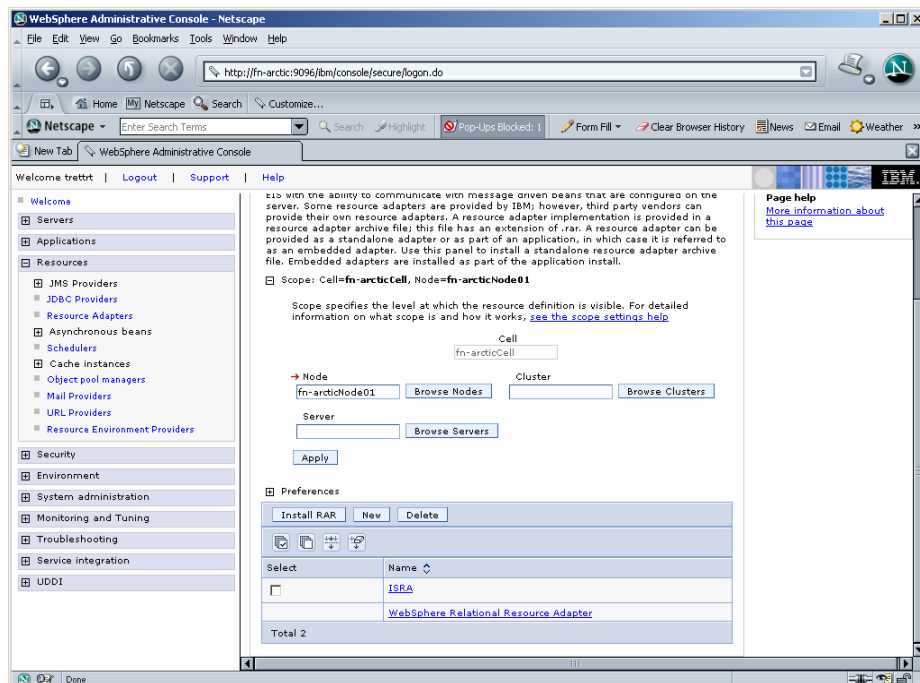 WebSphere Administrative Console - Netscape
File Edit View Go Bookmarks Tools Window Help
http://fn-arctic:9096/ibm/console/secure/logon.do
Home My Netscape Search Customize...
Netscape Enter Search Terms Search Highlight Pop-Ups Blocked: 1 Form Fill Clear Browser History News Email Weather »
New Tab WebSphere Administrative Console
Welcome trettrt | Logout | Support | Help
IBM.
Welcome
Servers
Applications
Resources
JMS Providers
JDBC Providers
Resource Adapters
Asynchronous beans
Schedulers
Cache instances
Object pool managers
Mail Providers
URL Providers
Resource Environment Providers
Security
Environment
System administration
Monitoring and Tuning
Troubleshooting
Service integration
UDDI
EIS with the ability to communicate with message driven beans that are configured on the
server. Some resource adapters are provided by IBM; however, third party vendors can
provide their own resource adapters. A resource adapter implementation is provided in a
resource adapter archive file; this file has an extension of .rar. A resource adapter can be
provided as a standalone adapter or as part of an application, in which case it is referred to
as an embedded adapter. Use this panel to install a standalone resource adapter archive
file. Embedded adapters are installed as part of the application install.
Scope: Cell=fn-arcticCell, Node=fn-arcticNode01
Scope specifies the level at which the resource definition is visible. For detailed
information on what scope is and how it works, see the scope settings help
Cell
fn-arcticCell
Node Cluster
fn-arcticNode01 Browse Nodes Browse Clusters
Server
Browse Servers
Apply
Preferences
Install RAR New Delete
Select Name
ISRA
WebSphere Relational Resource Adapter
Total 2
Page help
More information about
this page
Done